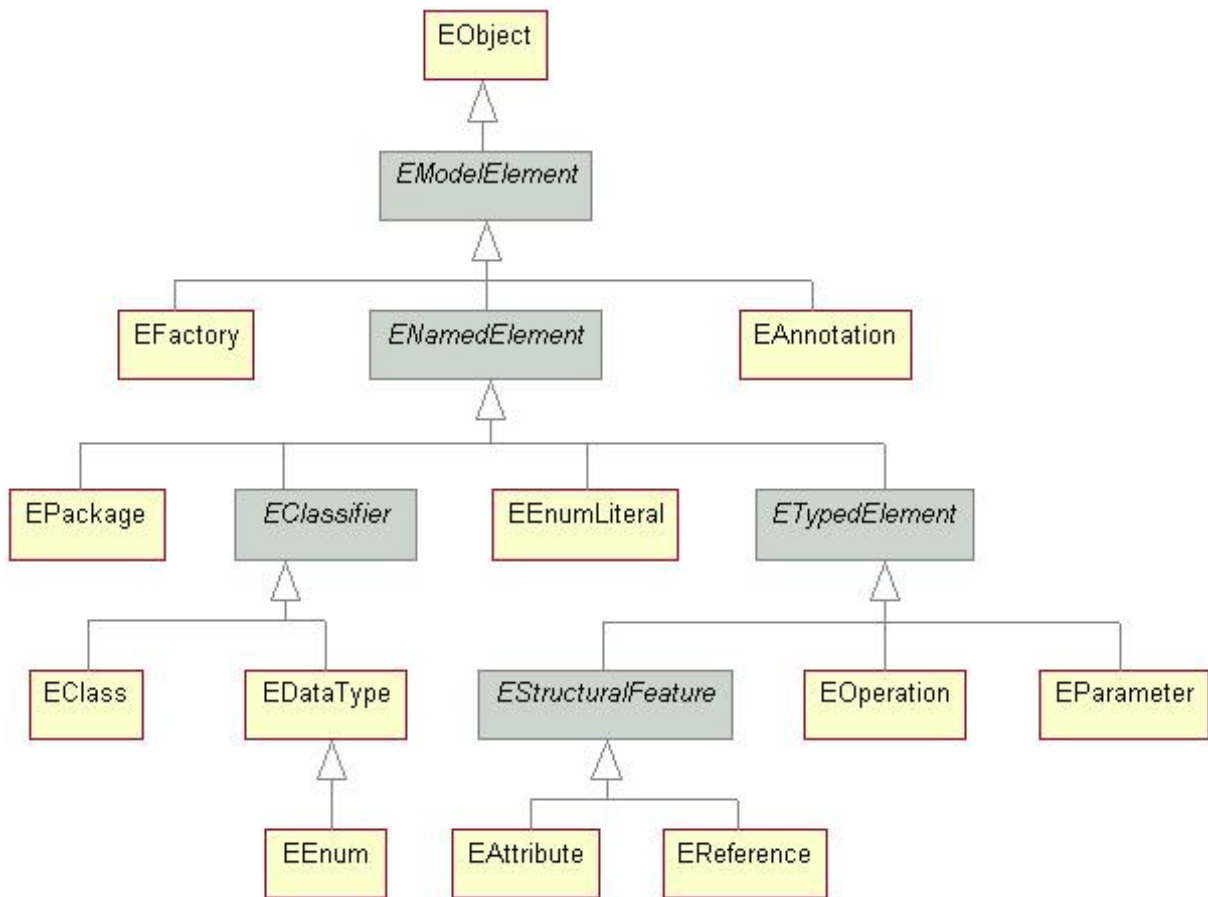 EObject
EModelElement
EFactory
ENamedElement
EAnnotation
EPackage
EClassifier
EEnumLiteral
ETypedElement
EClass
EDataType
EStructuralFeature
EOperation
EParameter
EEnum
EAttribute
EReference